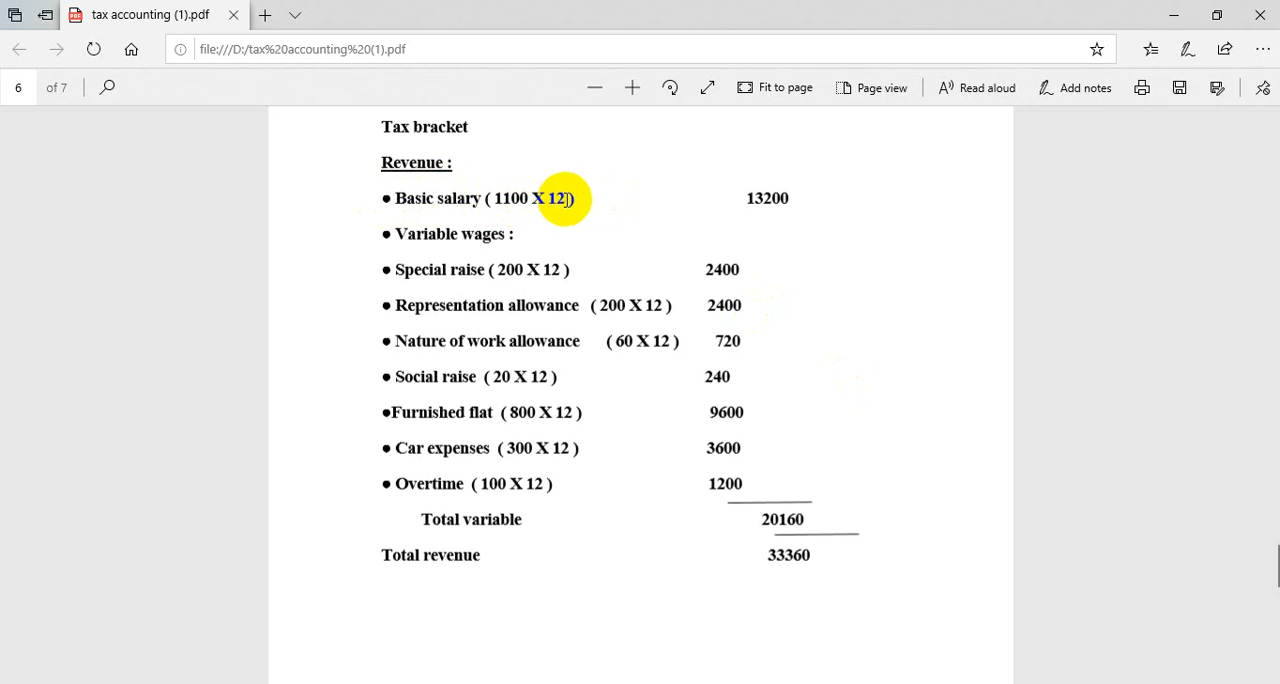 tax accounting (1).pdf
file:///D:/tax%20accounting%20(1).pdf
6 of 7 Fit to page Page view Read aloud Add notes
Tax bracket
Revenue :
● Basic salary ( 1100 X 12 ) 13200
● Variable wages :
● Special raise ( 200 X 12 ) 2400
● Representation allowance ( 200 X 12 ) 2400
● Nature of work allowance ( 60 X 12 ) 720
● Social raise ( 20 X 12 ) 240
●Furnished flat ( 800 X 12 ) 9600
● Car expenses ( 300 X 12 ) 3600
● Overtime ( 100 X 12 ) 1200
Total variable 20160
Total revenue 33360